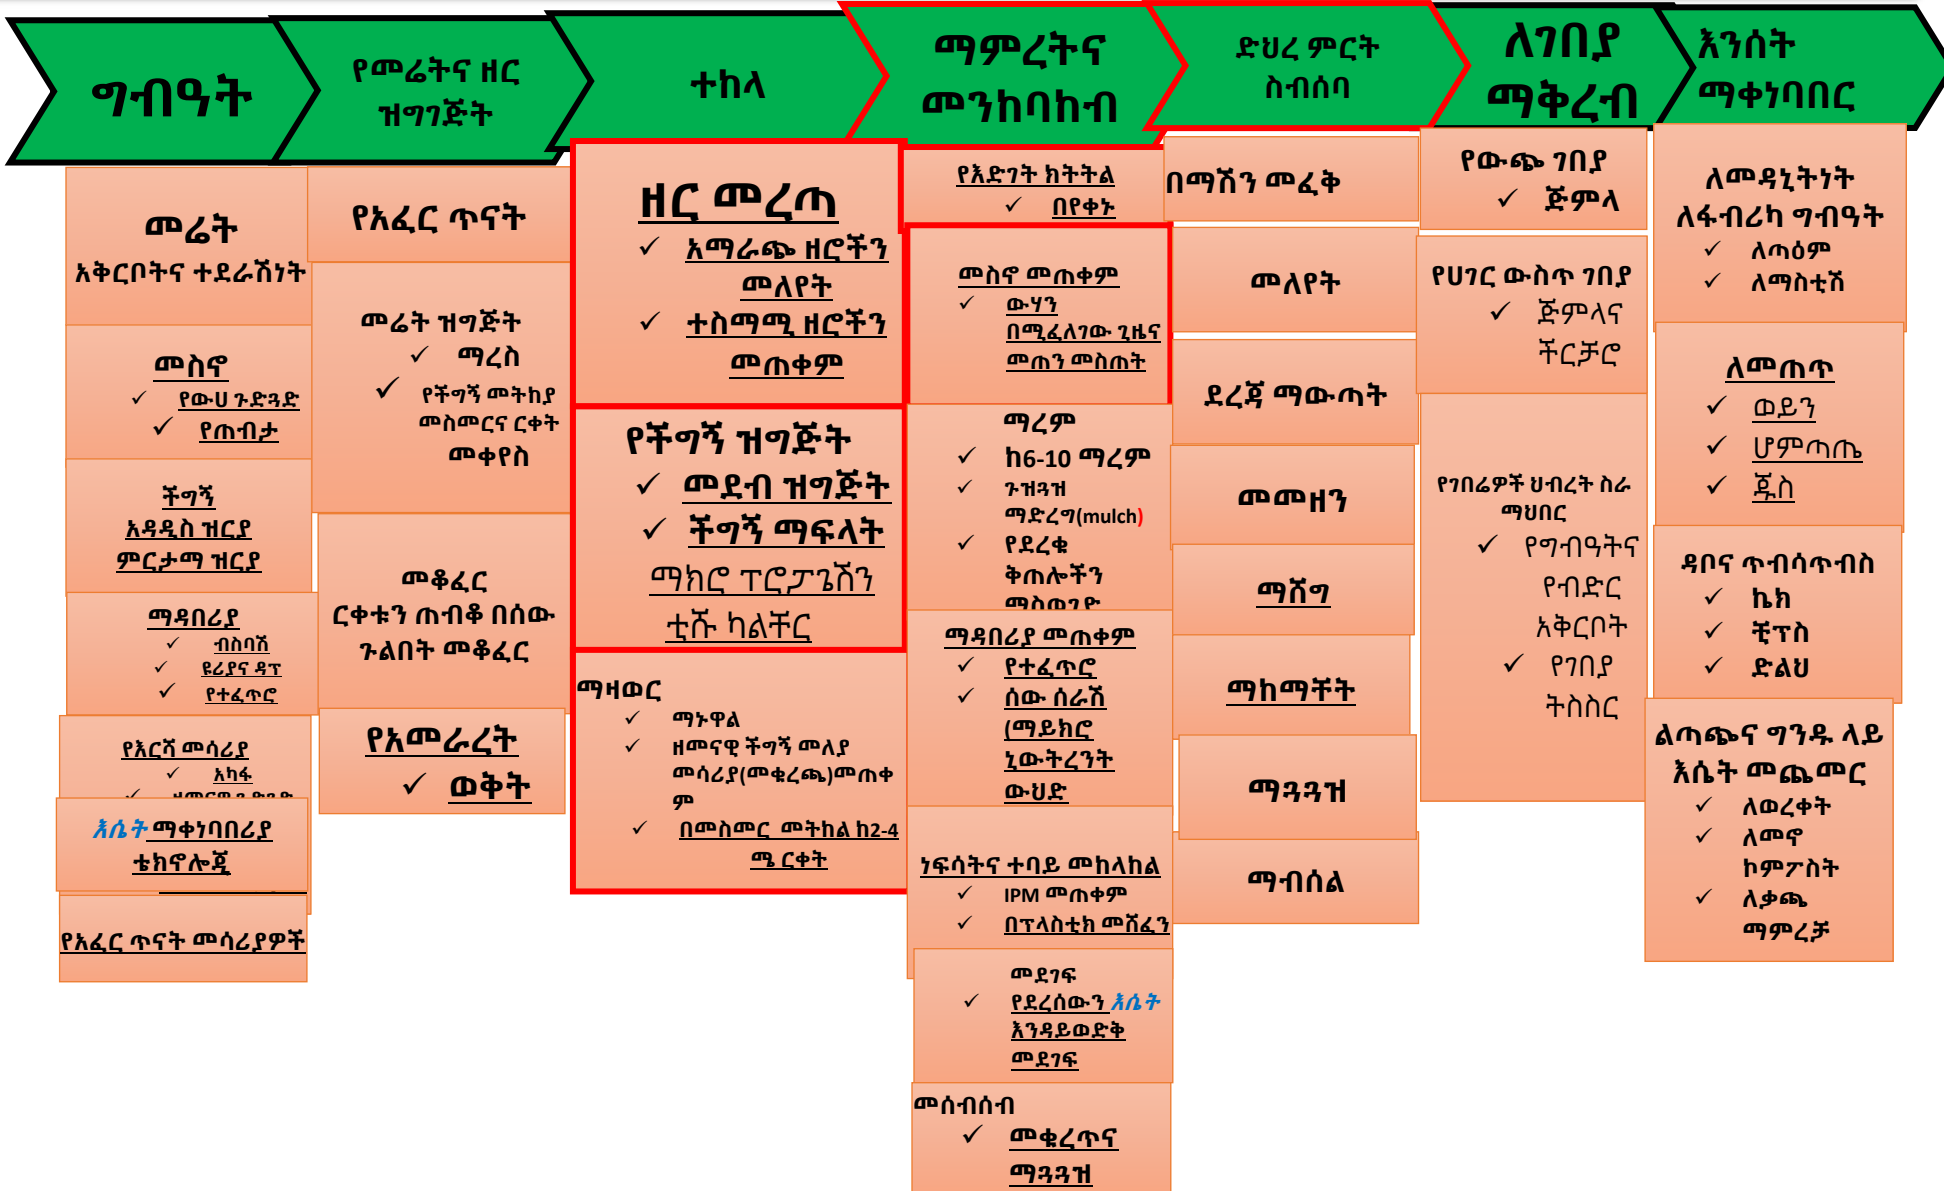 ግብዓት
የመሬትና ዘር
ዝግገጅት
ተከላ
ማምረትና
መንከባከብ
ድህረ ምርት
ስብሰባ
ለገበያ
ማቅረብ
እንሰት
ማቀነባበር
መሬት
አቅርቦትና ተደራሽነት
መስኖ
✓ የውሀ ጉድጓድ
✓ የጠብታ
ችግኝ
አዳዲስ ዝርያ
ምርታማ ዝርያ
ማዳበሪያ
✓ ብስባሽ
✓ ዩሪያና ዳፕ
✓ የተፈጥሮ
የእርሻ መሳሪያ
✓ አካፋ
እሴት ማቀነባበሪያ
ቴክኖሎጂ
የአፈር ጥናት መሳሪያዎች
የአፈር ጥናት
መሬት ዝግጅት
✓ ማረስ
✓ የችግኝ መትከያ
መስመርና ርቀት
መቀየስ
መቆፈር
ርቀቱን ጠብቆ በሰው
ጉልበት መቆፈር
የአመራረት
✓ ወቅት
ዘር መረጣ
✓ አማራጭ ዘሮችን
መለየት
✓ ተስማሚ ዘሮችን
መጠቀም
የችግኝ ዝግጅት
✓ መደብ ዝግጅት
✓ ችግኝ ማፍላት
ማክሮ ፐሮፓጌሽን
ቲሹ ካልቸር
ማዛወር
✓ ማኑዋል
✓ ዘመናዊ ችግኝ መለያ
መሳሪያ(መቁረጫ)መጠቀ
ም
✓ በመስመር መትከል ከ2-4
ሜ ርቀት
የእድገት ክትትል
✓ በየቀኑ
መስኖ መጠቀም
✓ ውሃን
በሚፈለገው ጊዜና
መጠን መስጠት
ማረም
✓ ከ6-10 ማረም
✓ ጉዝጓዝ
ማድረግ(mulch)
✓ የደረቁ
ቅጠሎችን
ማስወገድ
ማዳበሪያ መጠቀም
✓ የተፈጥሮ
✓ ሰው ሰራሽ
(ማይክሮ
ኒውትረንት
ውህድ
ነፍሳትና ተባይ መከላከል
✓ IPM መጠቀም
✓ በፕላስቲክ መሸፈን
መደገፍ
✓ የደረሰውን እሴት
እንዳይወድቅ
መደገፍ
መሰብሰብ
✓ መቁረጥና
ማጓጓዝ
በማሽን መፈቅ
መለየት
ደረጃ ማውጣት
መመዘን
ማሸግ
ማከማቸት
ማጓጓዝ
ማብሰል
የውጭ ገበያ
✓ ጅምላ
የሀገር ውስጥ ገበያ
✓ ጅምላና
ችርቻሮ
የገበሬዎች ህብረት ስራ
ማህበር
✓ የግብዓትና
የብድር
አቅርቦት
✓ የገበያ
ትስስር
ለመዳኒትነት
ለፋብሪካ ግብዓት
✓ ለጣዕም
✓ ለማስቲሽ
ለመጠጥ
✓ ወይን
✓ ሆምጣጤ
✓ ጁስ
ዳቦና ጥብሳጥብስ
✓ ኬክ
✓ ቺፕስ
✓ ድልህ
ልጣጭና ግንዱ ላይ
እሴት መጨመር
✓ ለወረቀት
✓ ለመኖ
ኮምፖስት
✓ ለቃጫ
ማምረቻ